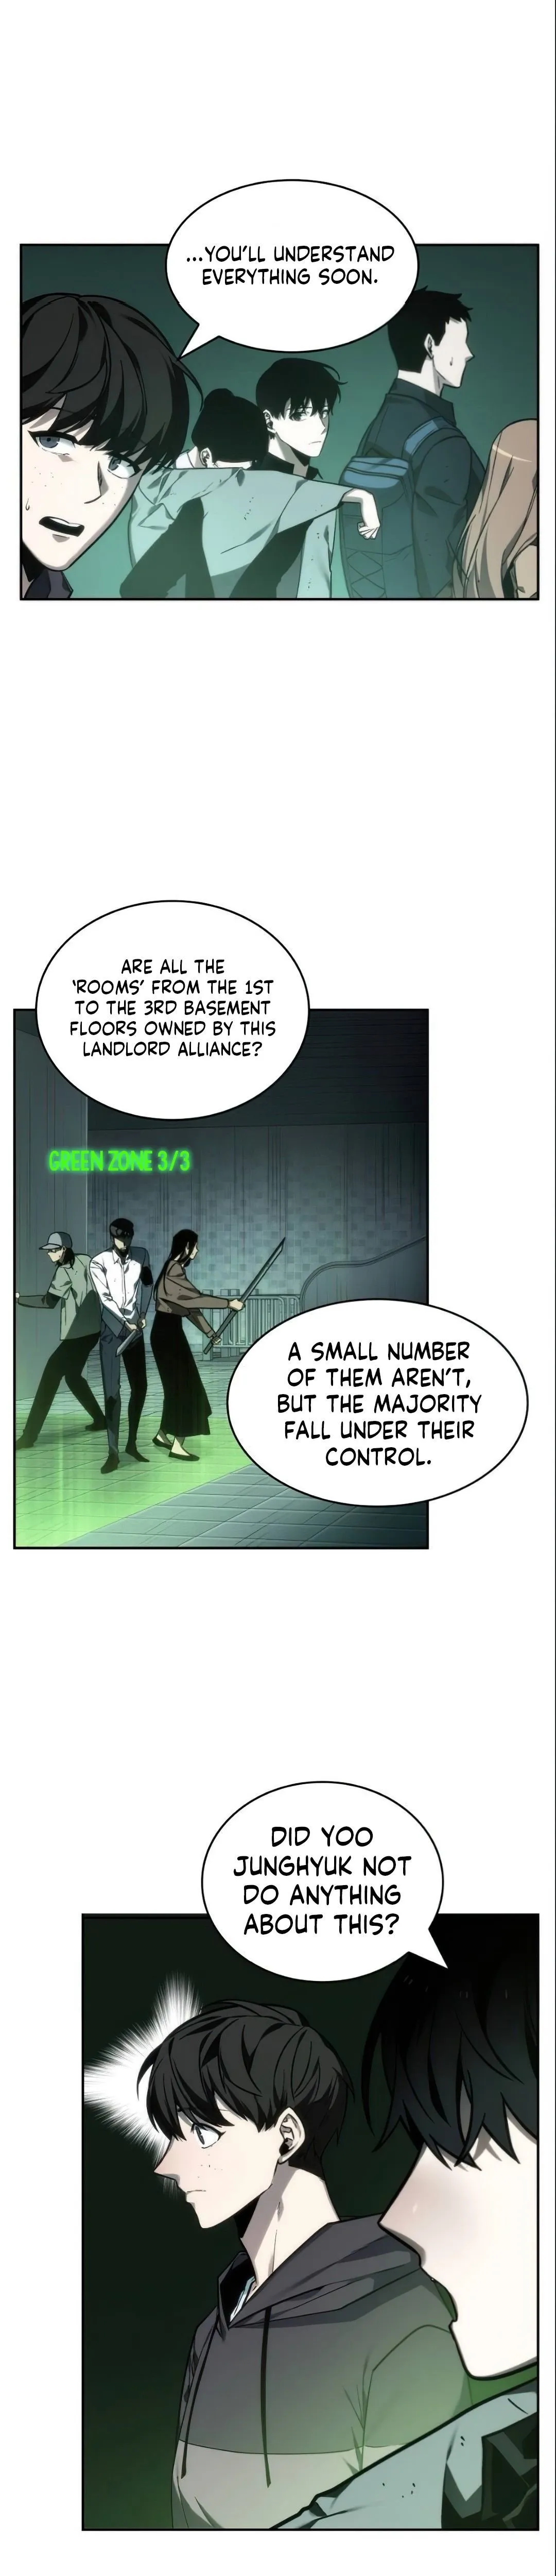 ...YOU'LL UNDERSTAND
EVERYTHING SOON.
ARE ALL THE
'ROOMS' FROM THE 1ST
TO THE 3RD BASEMENT
FLOORS OWNED BY THIS
LANDLORD ALLIANCE?
GREEN ZONE 3/3
A SMALL NUMBER
OF THEM AREN'T,
BUT THE MAJORITY
FALL UNDER THEIR
CONTROL.
DID YOO
JUNGHYUK NOT
DO ANYTHING
ABOUT THIS?